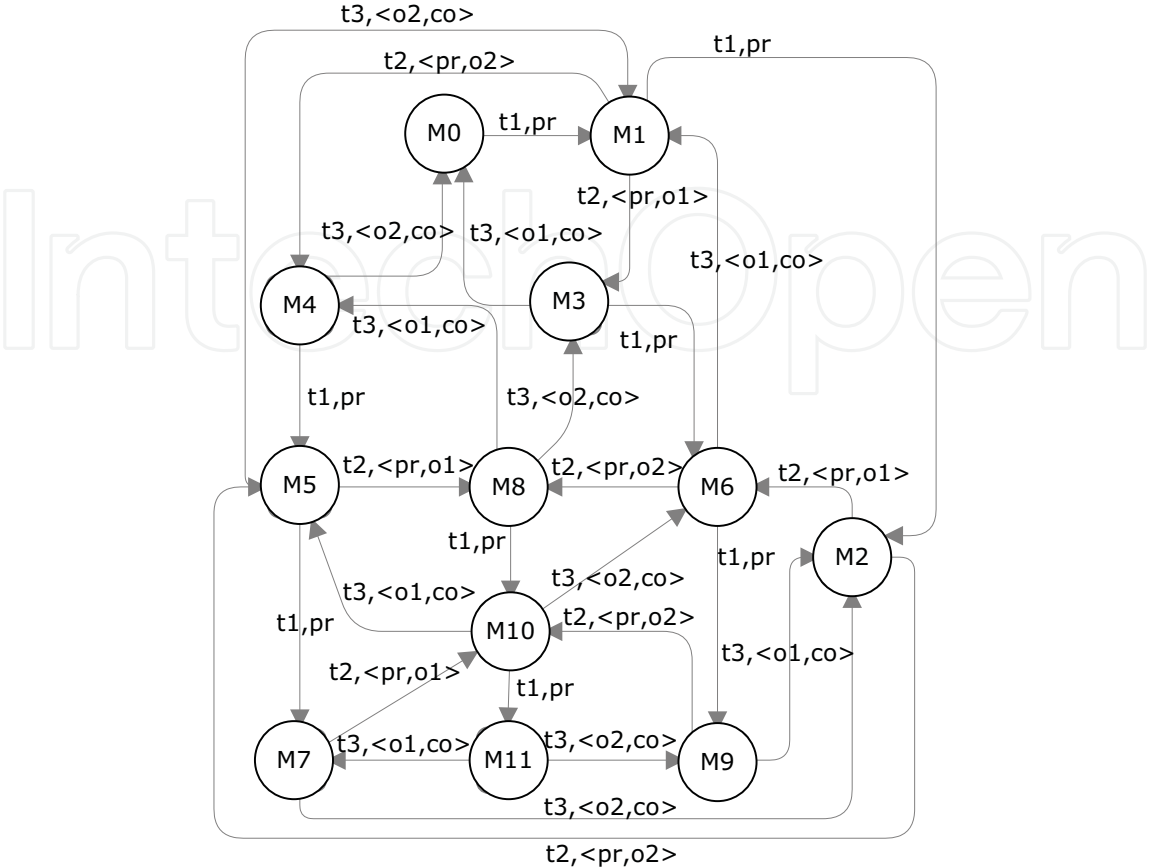 t3,<o2,co>
t1,pr
t2,<pr,o2>
M0
t1,pr
M1
t2,<pr,o1>
t3,<o2,co>
t3,<o1,co>
t3,<o1,co>
IntechOpen
M4
M3
t3,<o1,co>
t1,pr
t1,pr
t3,<o2,co>
t2,<pr,o1>
t2,<pr,o2>
t2,<pr,o1>
M5
M8
M6
t1,pr
t1,pr
M2
t3,<o2,co>
t3,<o1,co>
t2,<pr,o2>
t1,pr
M10
t3,<o1,co>
t2,<pr,o1>
t1,pr
t3,<o1,co>
t3,<o2,co>
M7
M11
M9
t3,<o2,co>
t2,<pr,o2>